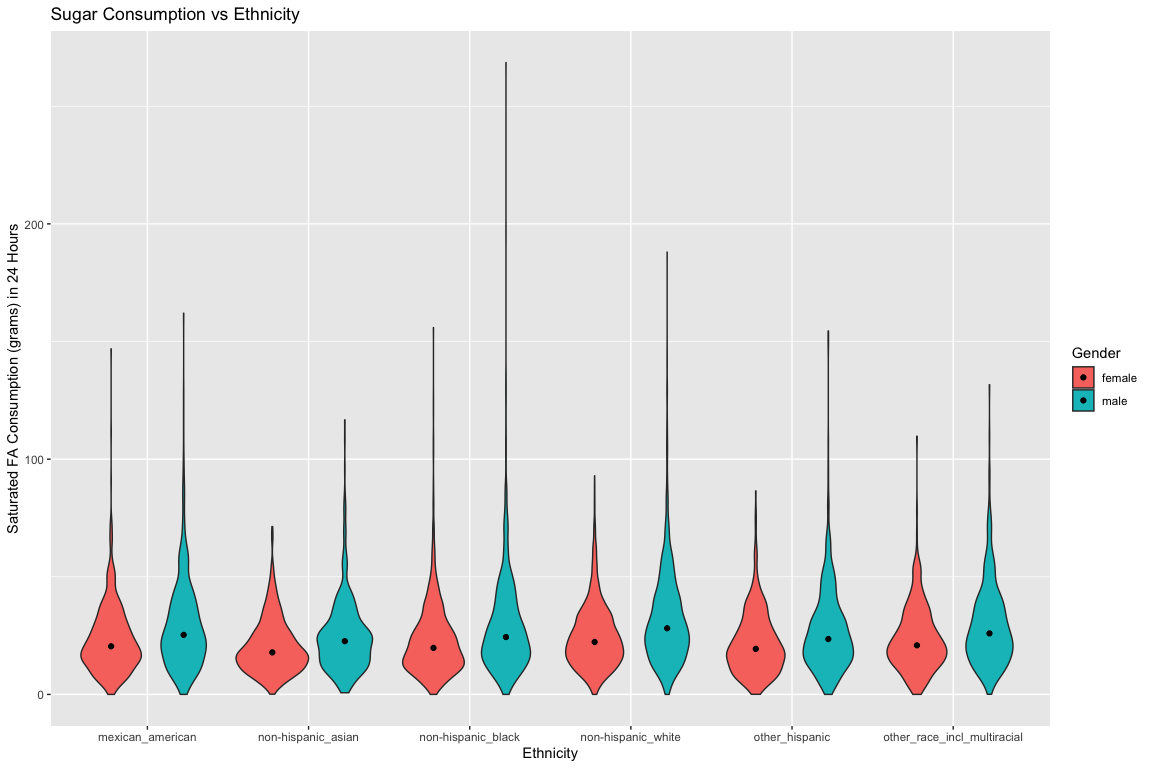 Sugar Consumption vs Ethnicity
Saturated FA Consumption (grams) in 24 Hours
200
100
0
mexican_american
non-hispanic_asian
non-hispanic_black
non-hispanic_white
other_hispanic
other_race_incl_multiracial
Ethnicity
Gender
female
male